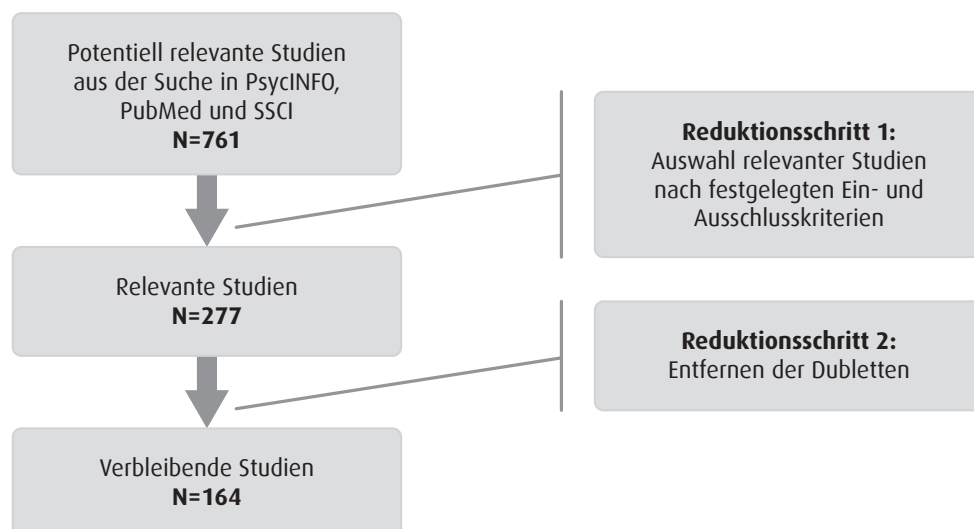 Potentiell relevante Studien
aus der Suche in PsycINFO,
PubMed und SSCI
N=761
Reduktionsschritt 1:
Auswahl relevanter Studien
nach festgelegten Ein- und
Ausschlusskriterien
Relevante Studien
N=277
Reduktionsschritt 2:
Entfernen der Dubletten
Verbleibende Studien
N=164